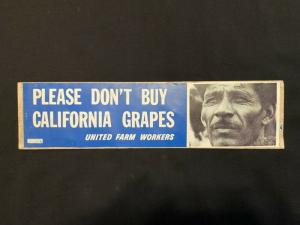 PLEASE DON'T BUY
CALIFORNIA GRAPES
UNITED FARM WORKERS